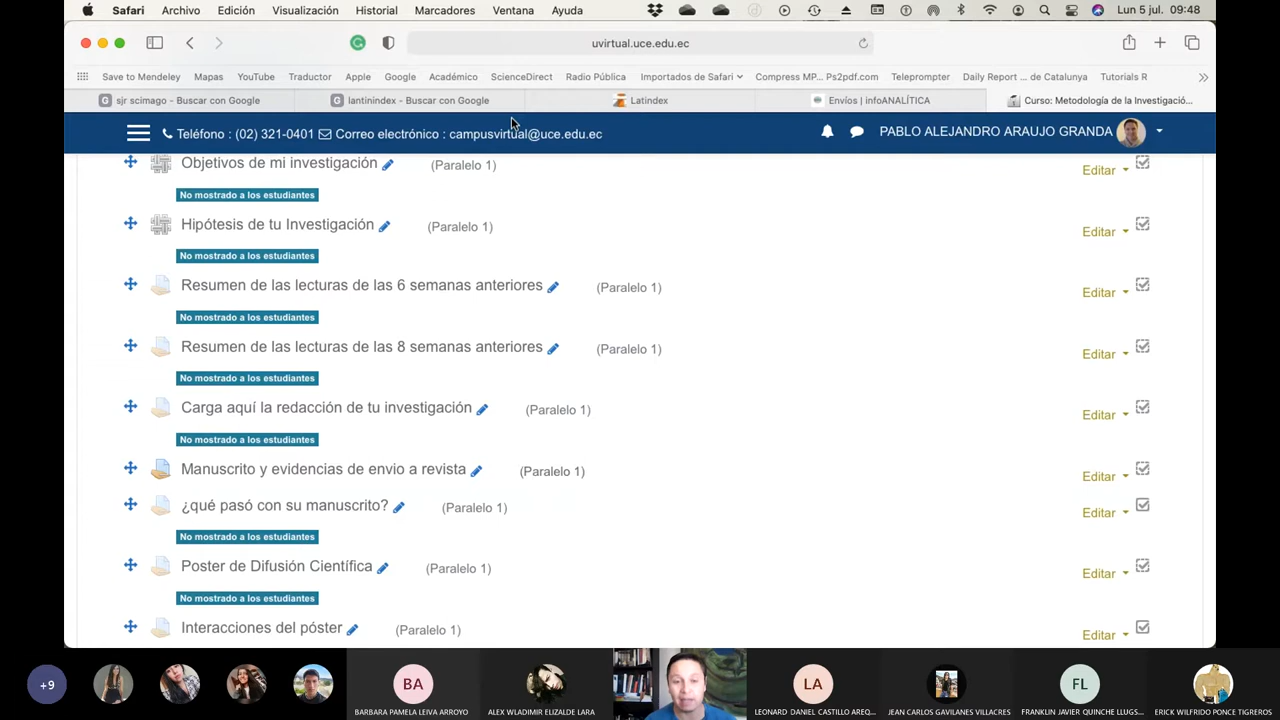 Safari Archivo Edición Visualización Historial Marcadores Ventana Ayuda Lun 5 jul. 09:48
uvirtual.uce.edu.ec
Save to Mendeley Mapas YouTube Traductor Apple Google Académico ScienceDirect Radio Pública Importados de Safari Compress MP... Ps2pdf.com Teleprompter Daily Report ... de Catalunya Tutorials R
sjr scimago - Buscar con Google lantinindex - Buscar con Google Latindex Envíos | infoANALÍTICA Curso: Metodología de la Investigació...
Teléfono : (02) 321-0401 Correo electrónico : campusvirtual@uce.edu.ec PABLO ALEJANDRO ARAUJO GRANDA
Objetivos de mi investigación (Paralelo 1) Editar
No mostrado a los estudiantes
Hipótesis de tu Investigación (Paralelo 1) Editar
No mostrado a los estudiantes
Resumen de las lecturas de las 6 semanas anteriores (Paralelo 1) Editar
No mostrado a los estudiantes
Resumen de las lecturas de las 8 semanas anteriores (Paralelo 1) Editar
No mostrado a los estudiantes
Carga aquí la redacción de tu investigación (Paralelo 1) Editar
No mostrado a los estudiantes
Manuscrito y evidencias de envio a revista (Paralelo 1) Editar
¿qué pasó con su manuscrito? (Paralelo 1) Editar
No mostrado a los estudiantes
Poster de Difusión Científica (Paralelo 1) Editar
No mostrado a los estudiantes
Interacciones del póster (Paralelo 1) Editar
+9 BA LA FL
BARBARA PAMELA LEIVA ARROYO ALEX WLADIMIR ELIZALDE LARA LEONARD DANIEL CASTILLO AREQ... JEAN CARLOS GAVILANES VILLACRES FRANKLIN JAVIER QUINCHE LLUGS... ERICK WILFRIDO PONCE TIGREROS